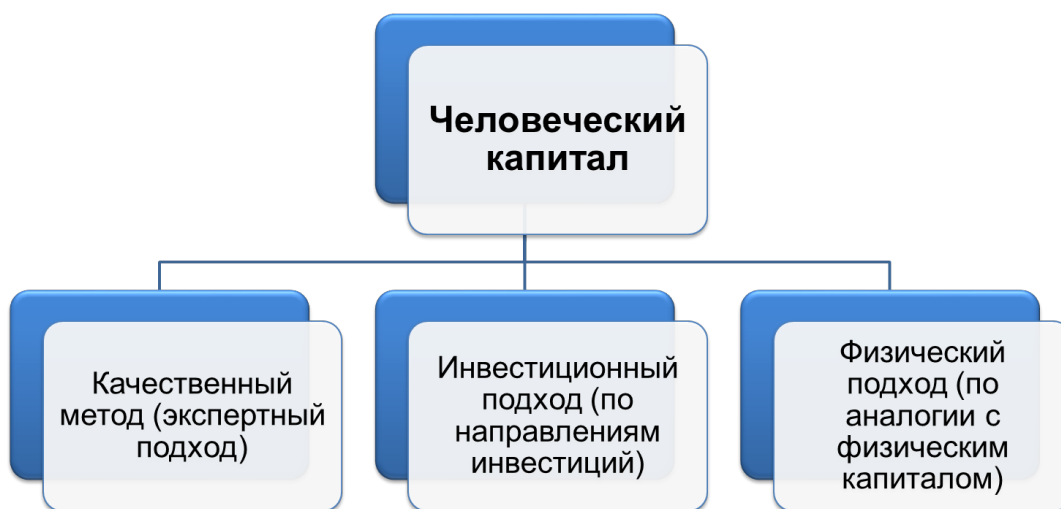 Человеческий
капитал
Качественный
метод (экспертный
подход)
Инвестиционный
подход (по
направлениям
инвестиций)
Физический
подход (по
аналогии с
физическим
капиталом)